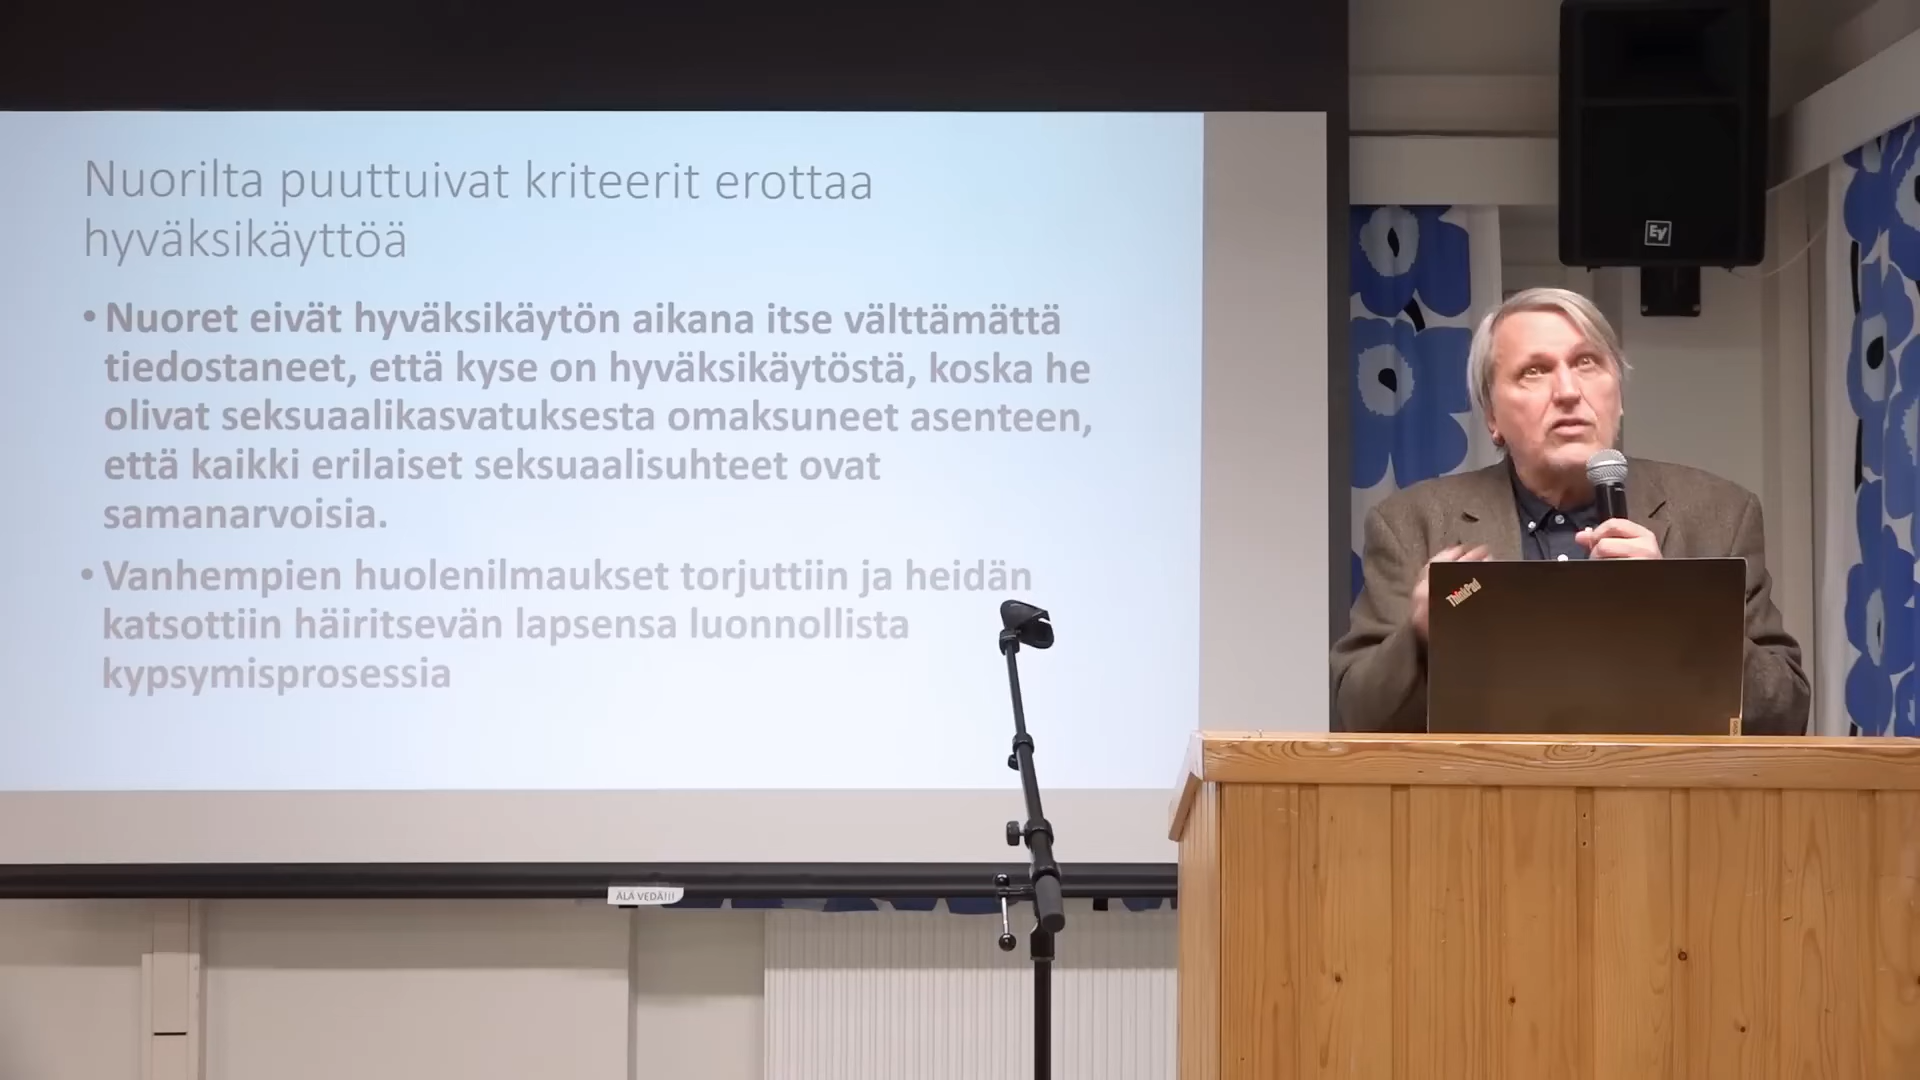 Nuorilta puuttuivat kriteerit erottaa
hyväksikäyttöä
• Nuoret eivät hyväksikäytön aikana itse välttämättä
tiedostaneet, että kyse on hyväksikäytöstä, koska he
olivat seksuaalikasvatuksesta omaksuneet asenteen,
että kaikki erilaiset seksuaalisuhteet ovat
samanarvoisia.
• Vanhempien huolenilmaukset torjuttiin ja heidän
katsottiin häiritsevän lapsensa luonnollista
kypsymisprosessia
EV
ThinkPad
ÄLÄ VEDÄ!!!